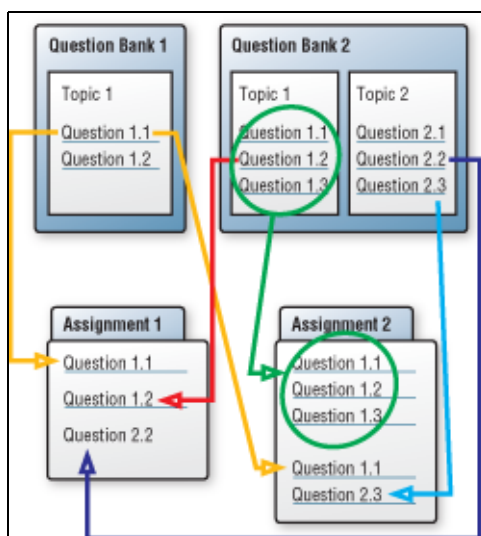 Question Bank 1
Topic 1
Question 1.1
Question 1.2
Question Bank 2
Topic 1
Question 1.1
Question 1.2
Question 1.3
Topic 2
Question 2.1
Question 2.2
Question 2.3
Assignment 1
Question 1.1
Question 1.2
Question 2.2
Assignment 2
Question 1.1
Question 1.2
Question 1.3
Question 1.1
Question 2.3